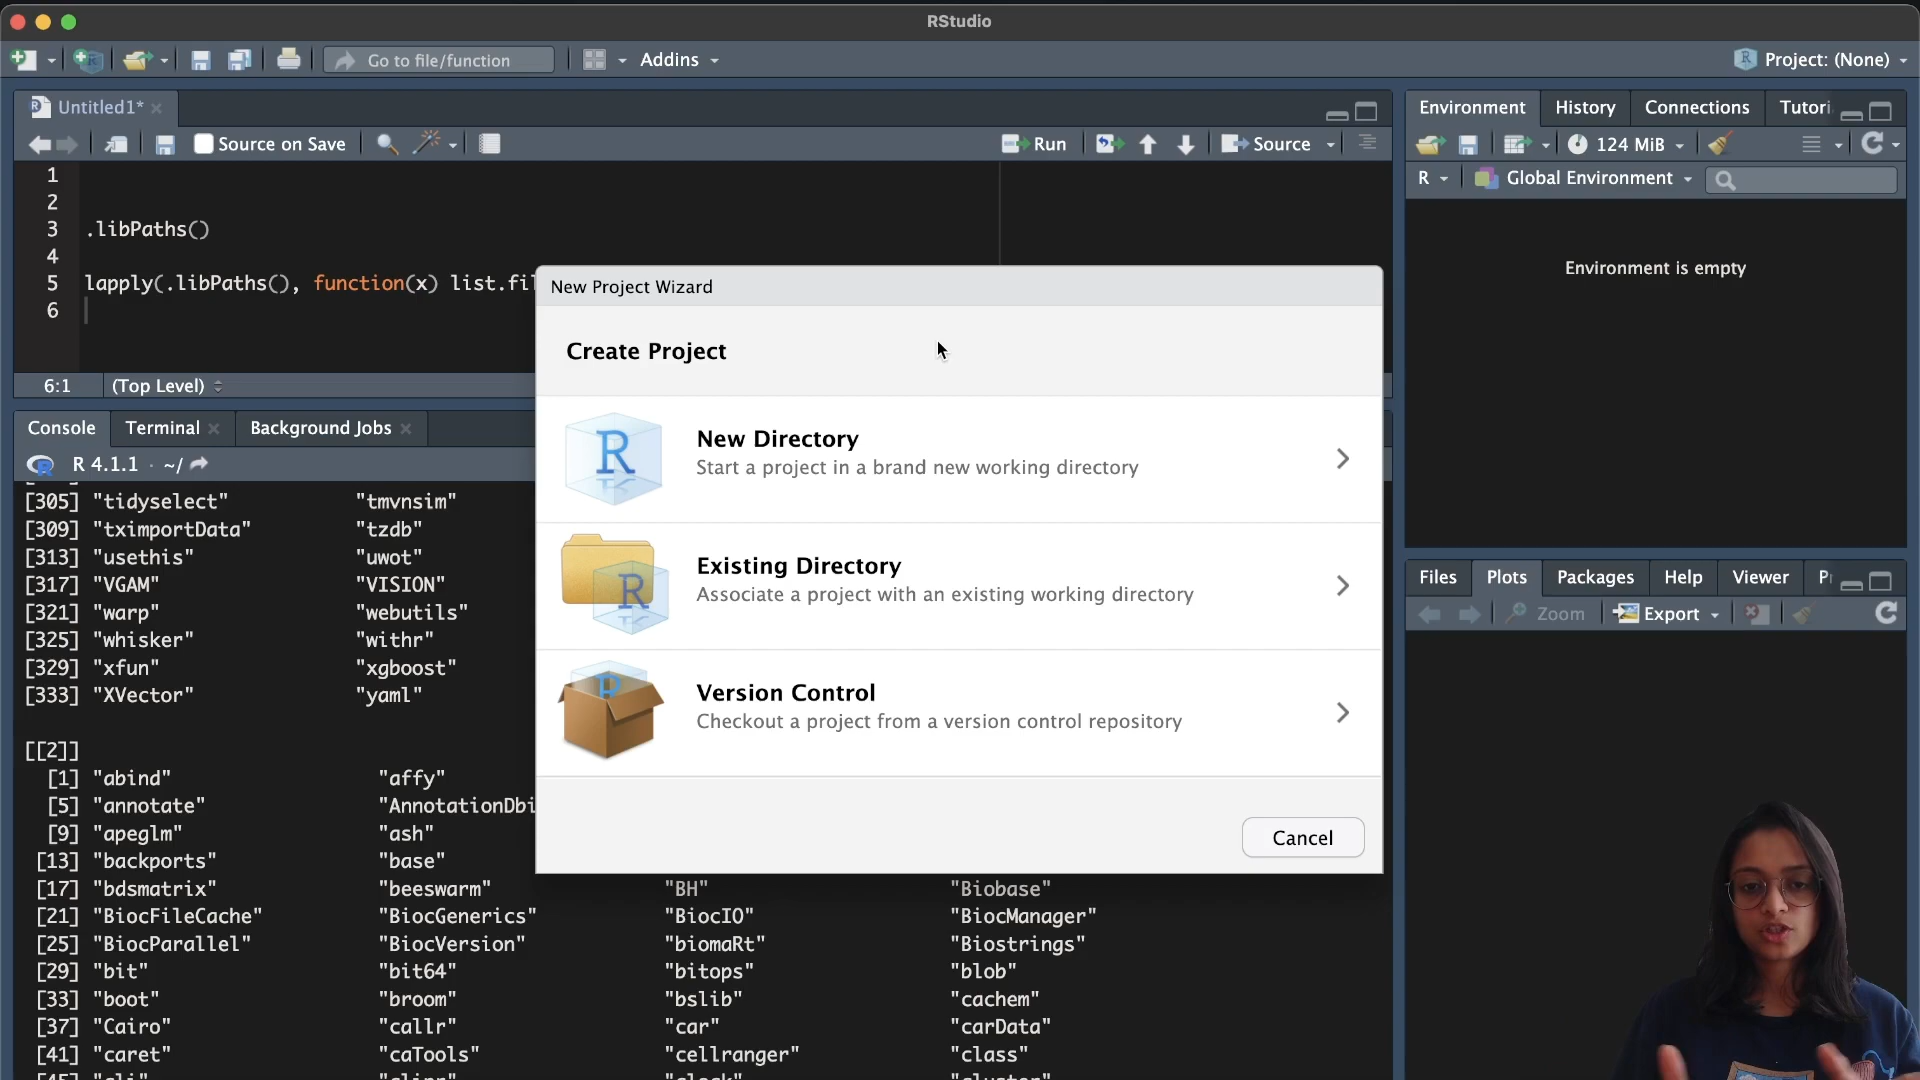 RStudio
Go to file/function
Addins
Project: (None)
Untitled1*
Source on Save
Run
Source
1
2
3 .libPaths()
4
5 lapply(.libPaths(), function(x) list.fil
6
6:1 (Top Level)
Console Terminal Background Jobs
R 4.1.1 · ~/
[305] "tidyselect" "tmvnsim"
[309] "tximportData" "tzdb"
[313] "usethis" "uwot"
[317] "VGAM" "VISION"
[321] "warp" "webutils"
[325] "whisker" "withr"
[329] "xfun" "xgboost"
[333] "XVector" "yaml"
[[2]]
[1] "abind" "affy"
[5] "annotate" "AnnotationDbi
[9] "apeglm" "ash"
[13] "backports" "base"
[17] "bdsmatrix" "beeswarm" "BH" "Biobase"
[21] "BiocFileCache" "BiocGenerics" "BiocIO" "BiocManager"
[25] "BiocParallel" "BiocVersion" "biomaRt" "Biostrings"
[29] "bit" "bit64" "bitops" "blob"
[33] "boot" "broom" "bslib" "cachem"
[37] "Cairo" "callr" "car" "carData"
[41] "caret" "caTools" "cellranger" "class"
New Project Wizard
Create Project
R
New Directory
Start a project in a brand new working directory
R
Existing Directory
Associate a project with an existing working directory
Version Control
Checkout a project from a version control repository
Cancel
Environment History Connections Tutori
124 MiB
R Global Environment
Environment is empty
Files Plots Packages Help Viewer
Zoom Export